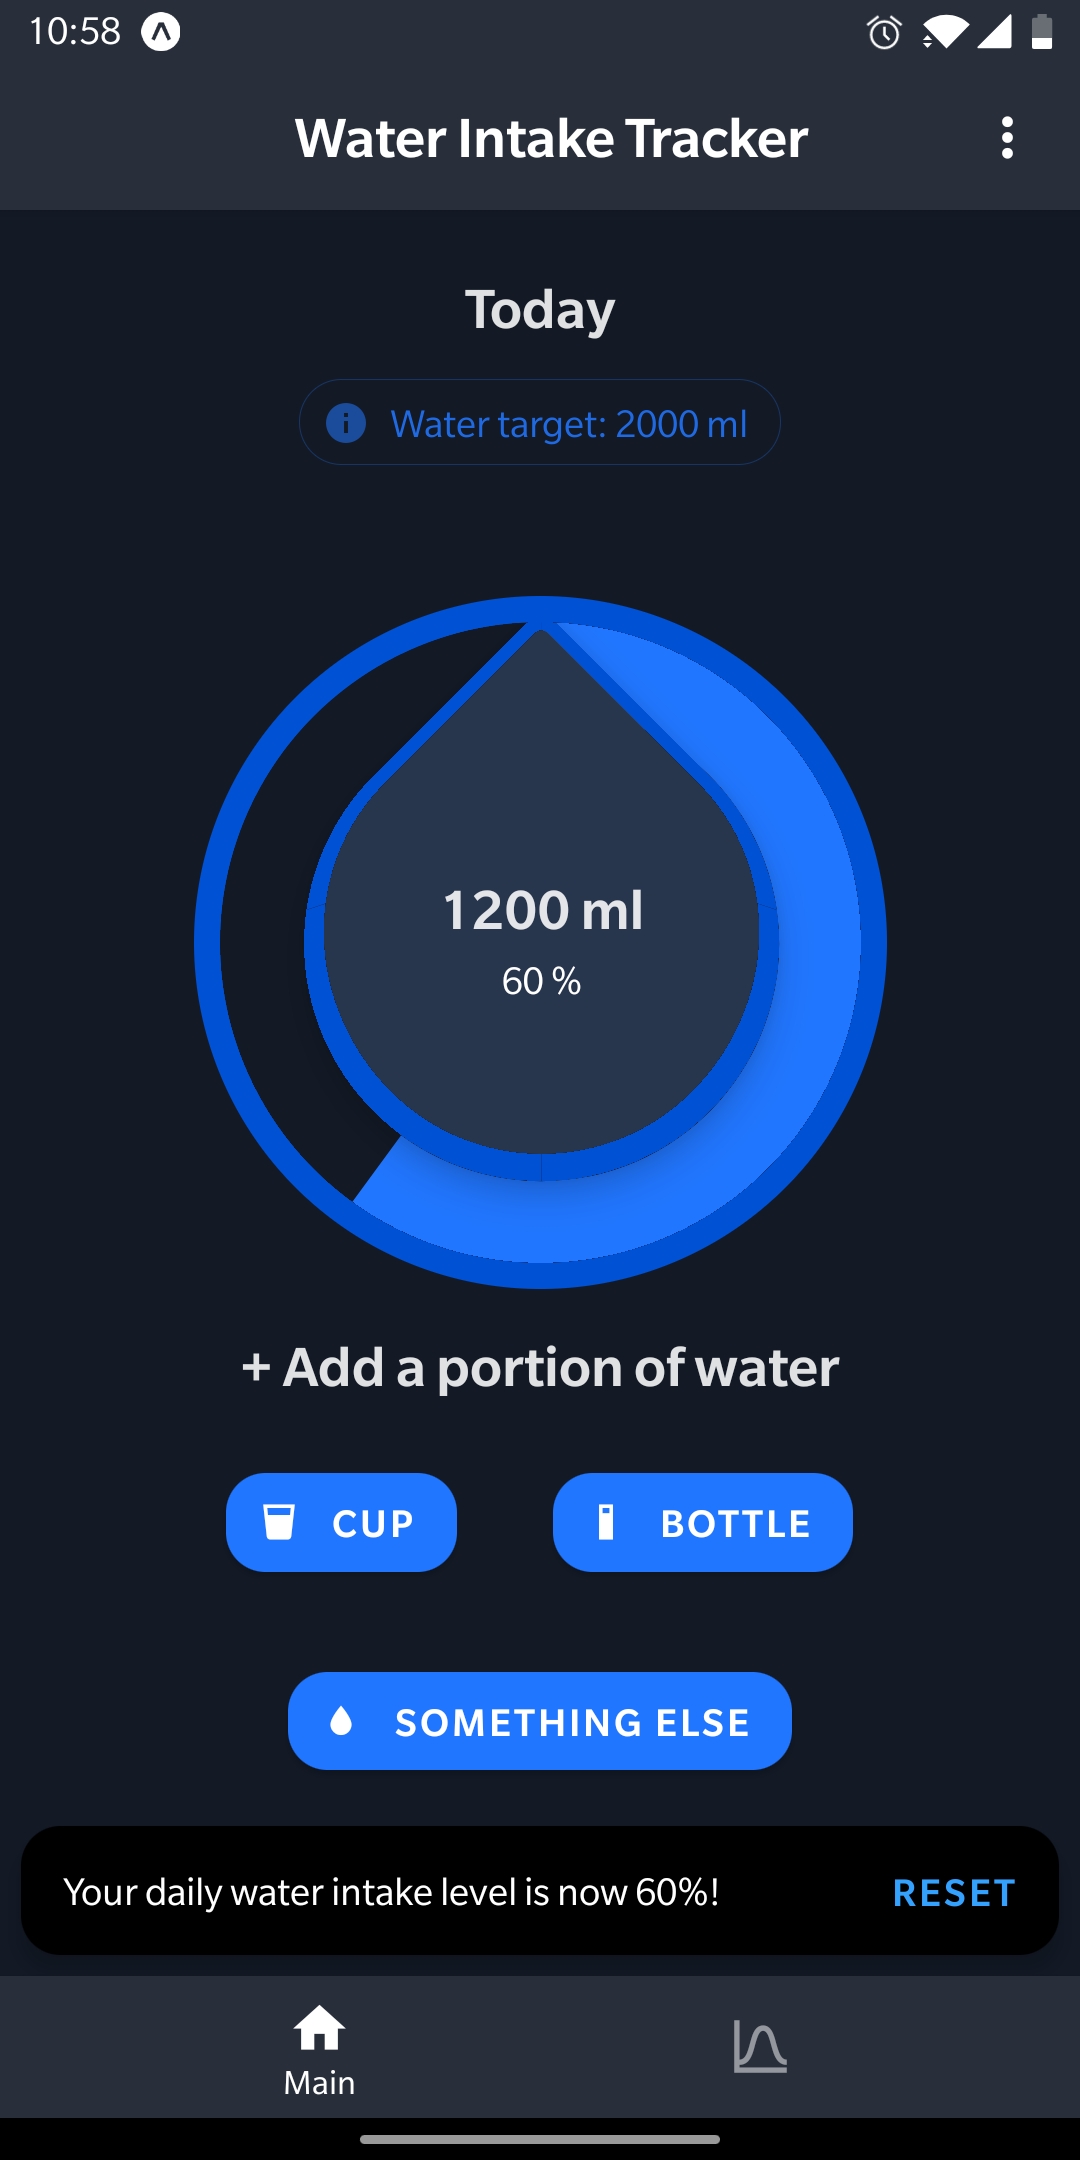 10:58
Water Intake Tracker
Today
Water target: 2000 ml
1200 ml
60 %
+ Add a portion of water
CUP
BOTTLE
SOMETHING ELSE
Your daily water intake level is now 60%!
RESET
Main